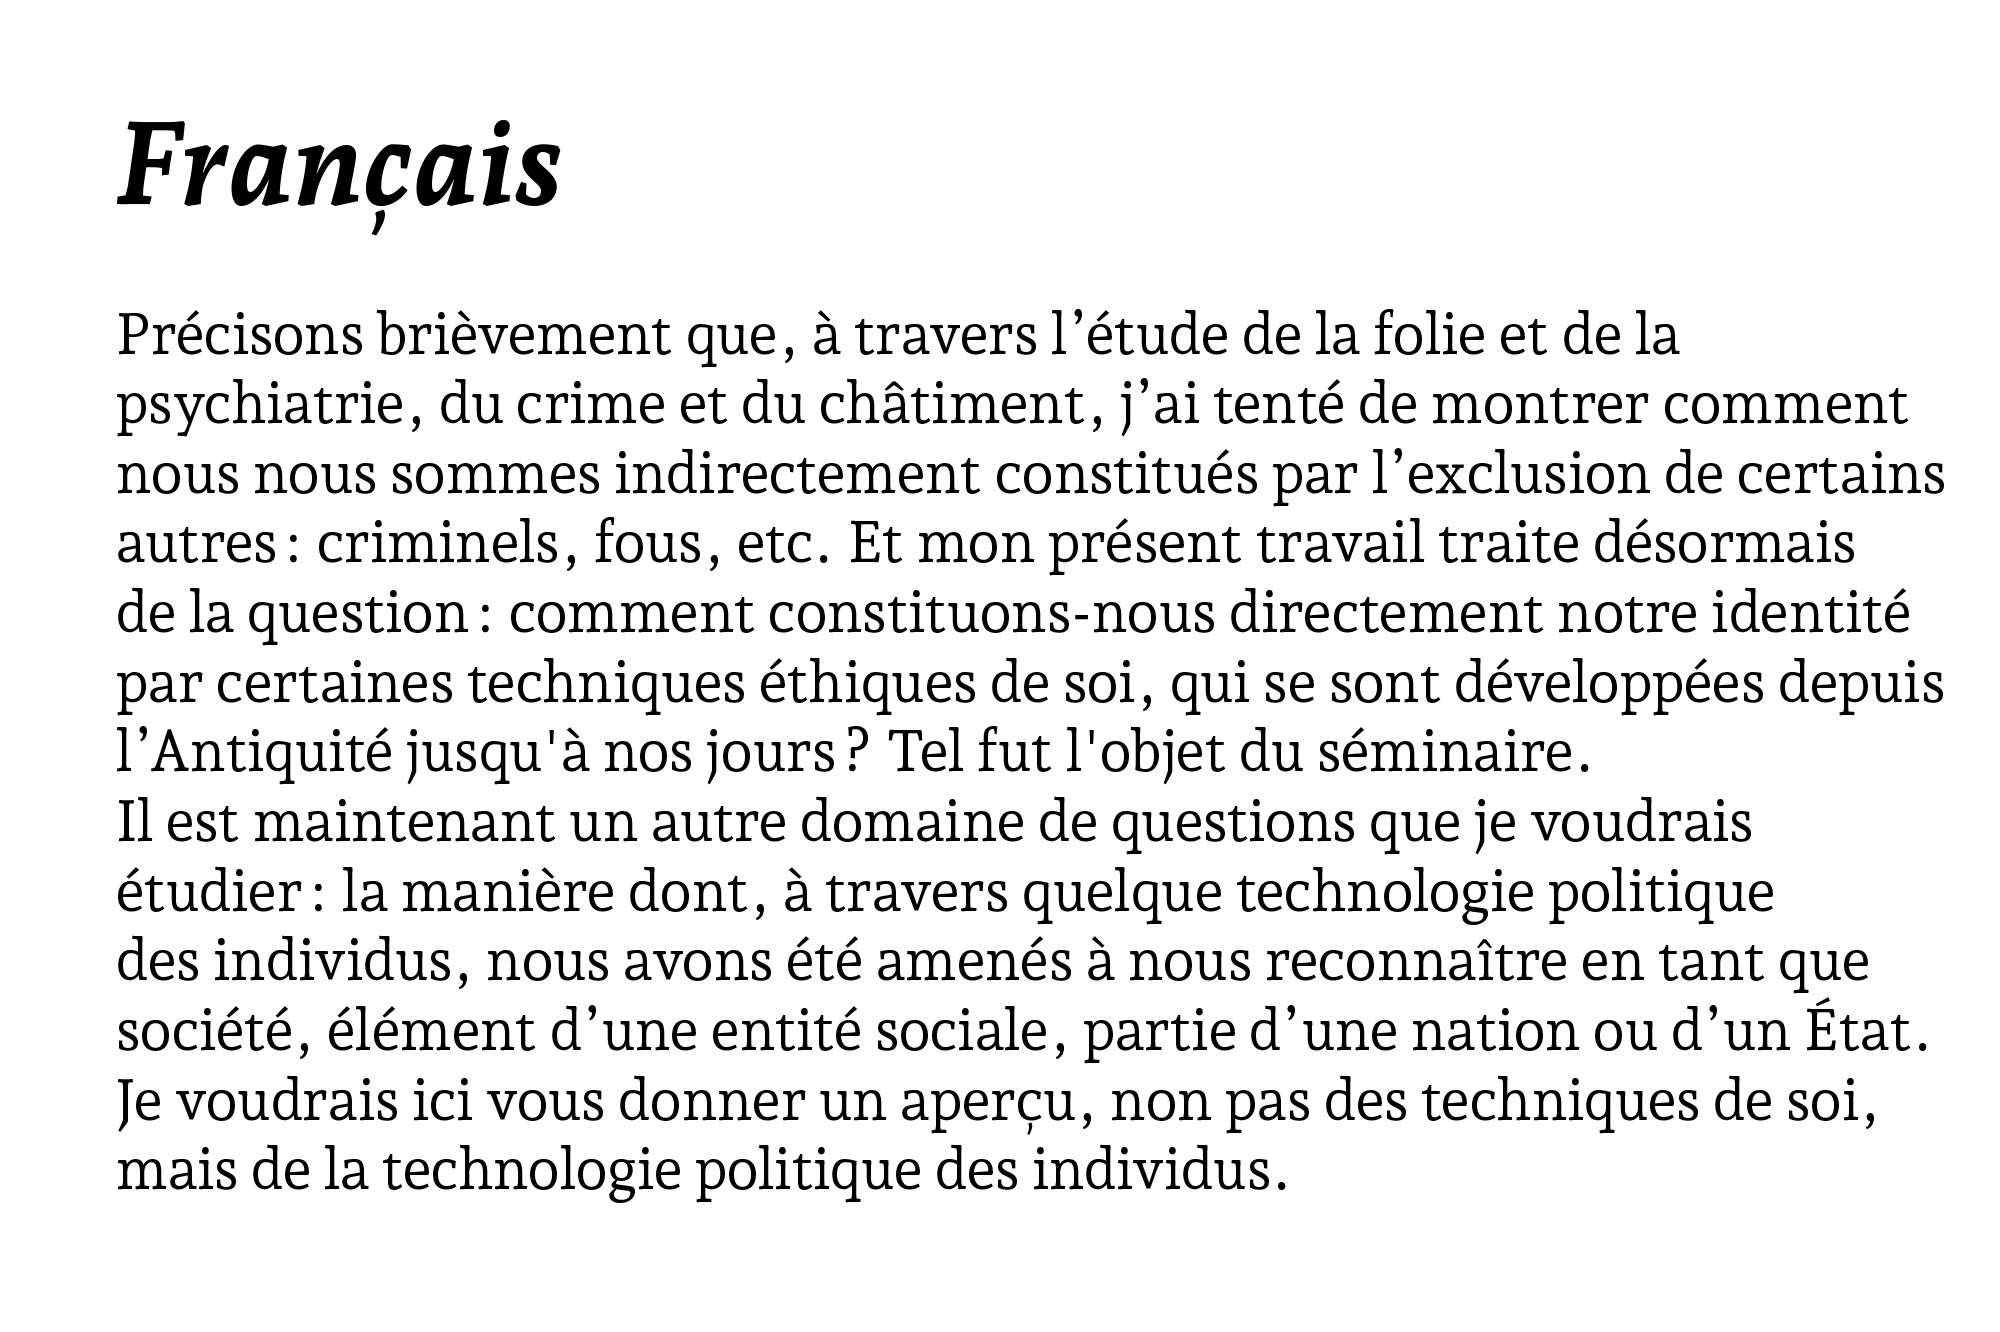 Français
Précisons brièvement que, à travers l’étude de la folie et de la
psychiatrie, du crime et du châtiment, j’ai tenté de montrer comment
nous nous sommes indirectement constitués par l’exclusion de certains
autres : criminels, fous, etc. Et mon présent travail traite désormais
de la question : comment constituons-nous directement notre identité
par certaines techniques éthiques de soi, qui se sont développées depuis
l’Antiquité jusqu'à nos jours ? Tel fut l'objet du séminaire.
Il est maintenant un autre domaine de questions que je voudrais
étudier : la manière dont, à travers quelque technologie politique
des individus, nous avons été amenés à nous reconnaître en tant que
société, élément d’une entité sociale, partie d’une nation ou d’un État.
Je voudrais ici vous donner un aperçu, non pas des techniques de soi,
mais de la technologie politique des individus.